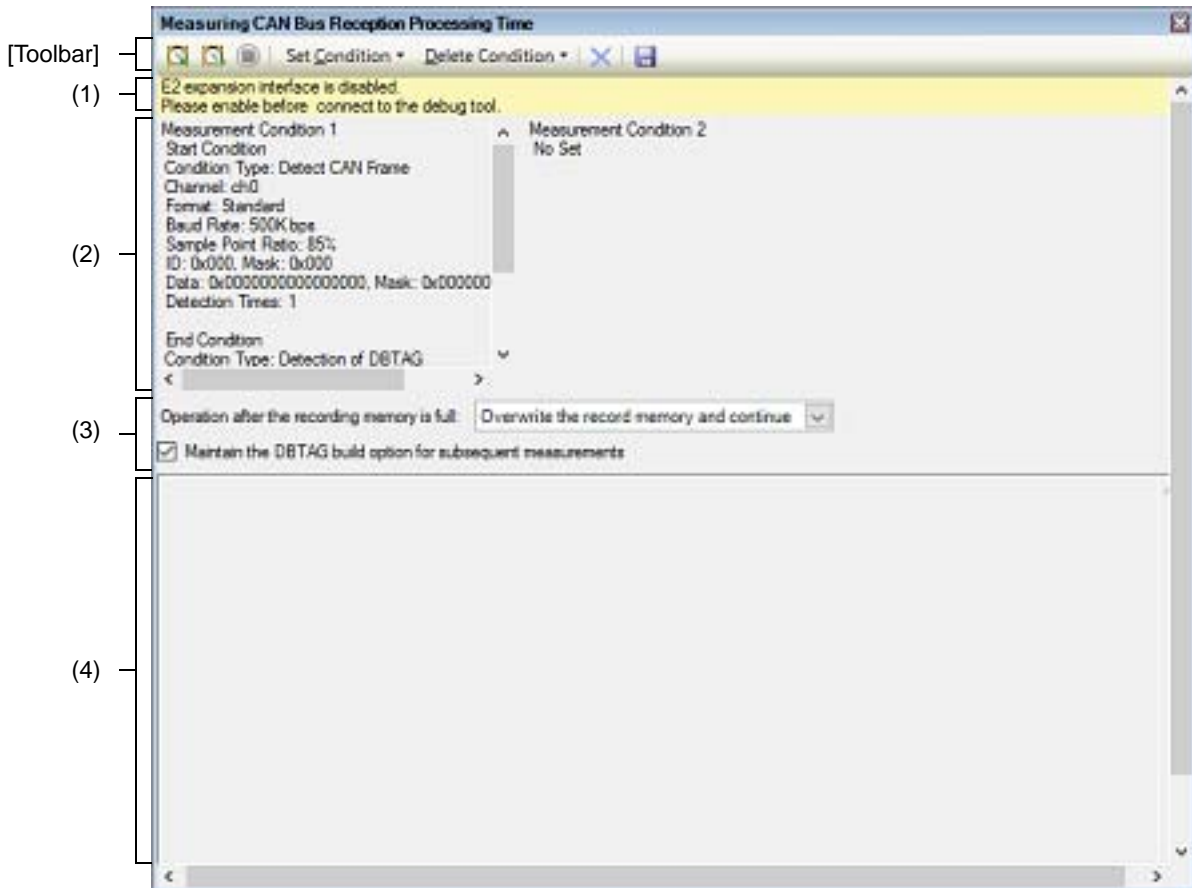 Measuring CAN Bus Reception Processing Time
[Toolbar]
Set Condition
Delete Condition
(1)
E2 expansion interface is disabled.
Please enable before connect to the debug tool.
(2)
Measurement Condition 1
Start Condition
Condition Type: Detect CAN Frame
Channel: ch0
Format: Standard
Baud Rate: 500Kbps
Sample Point Ratio: 85%
ID: 0x000, Mask: 0x000
Data: 0x0000000000000000, Mask: 0x000000
Detection Times: 1
End Condition
Condition Type: Detection of DBTAG
Measurement Condition 2
No Set
(3)
Operation after the recording memory is full: Overwrite the record memory and continue
Maintain the DBTAG build option for subsequent measurements
(4)